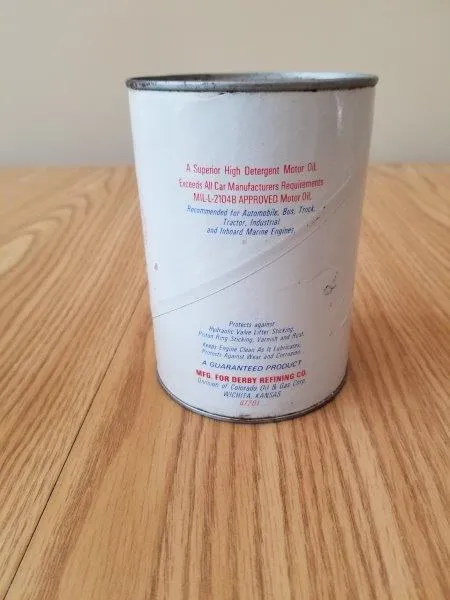 A Superior High Detergent Motor Oil
Exceeds All Car Manufacturers Requirements
MIL-L-2104B APPROVED Motor Oil
Recommended for Automobile, Bus, Truck,
Tractor, Industrial
and Inboard Marine Engines
Protects against
Hydraulic Valve Lifter Sticking,
Piston Ring Sticking, Varnish and Rust.
Keeps Engine Clean As It Lubricates,
Protects Against Wear and Corrosion.
A GUARANTEED PRODUCT
MFG. FOR DERBY REFINING CO.
Division of Colorado Oil & Gas Corp.
WICHITA, KANSAS
67201